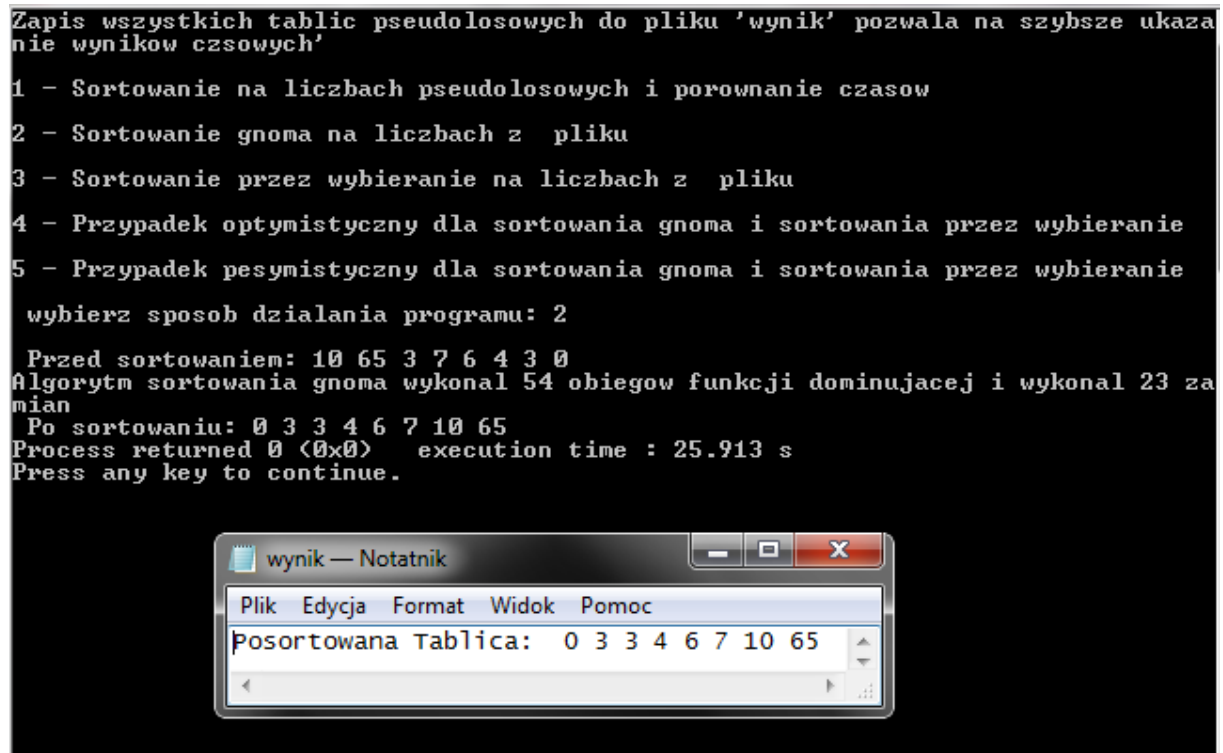 Zapis wszystkich tablic pseudolosowych do pliku 'wynik' pozwala na szybsze ukaza
nie wynikow czsowych'
1 - Sortowanie na liczbach pseudolosowych i porownanie czasow
2 - Sortowanie gnoma na liczbach z  pliku
3 - Sortowanie przez wybieranie na liczbach z  pliku
4 - Przypadek optymistyczny dla sortowania gnoma i sortowania przez wybieranie
5 - Przypadek pesymistyczny dla sortowania gnoma i sortowania przez wybieranie
wybierz sposob dzialania programu: 2
Przed sortowaniem: 10 65 3 7 6 4 3 0
Algorytm sortowania gnoma wykonal 54 obiegow funkcji dominujacej i wykonal 23 za
mian
Po sortowaniu: 0 3 3 4 6 7 10 65
Process returned 0 (0x0)   execution time : 25.913 s
Press any key to continue.
wynik — Notatnik
Plik Edycja Format Widok Pomoc
Posortowana Tablica:  0 3 3 4 6 7 10 65